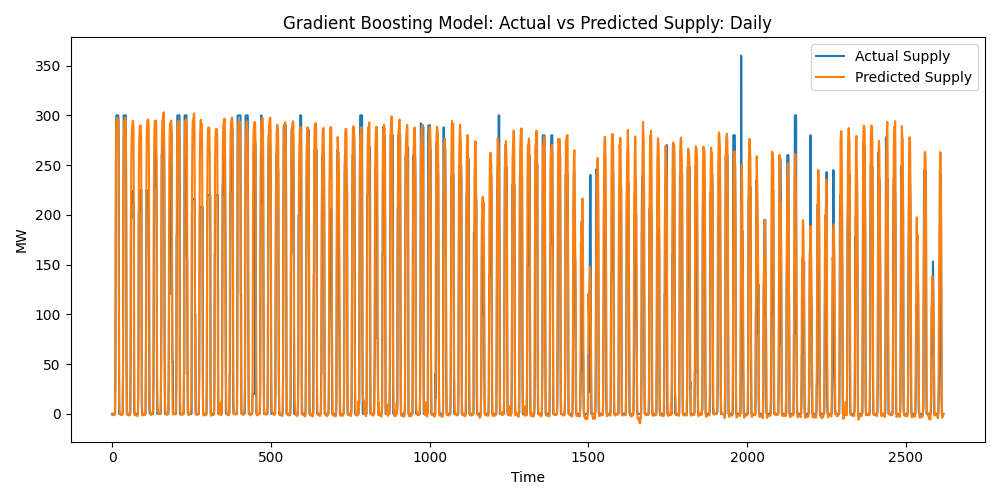 Gradient Boosting Model: Actual vs Predicted Supply: Daily
Actual Supply
Predicted Supply
MW
350
300
250
200
150
100
50
0
0
500
1000
1500
2000
2500
Time